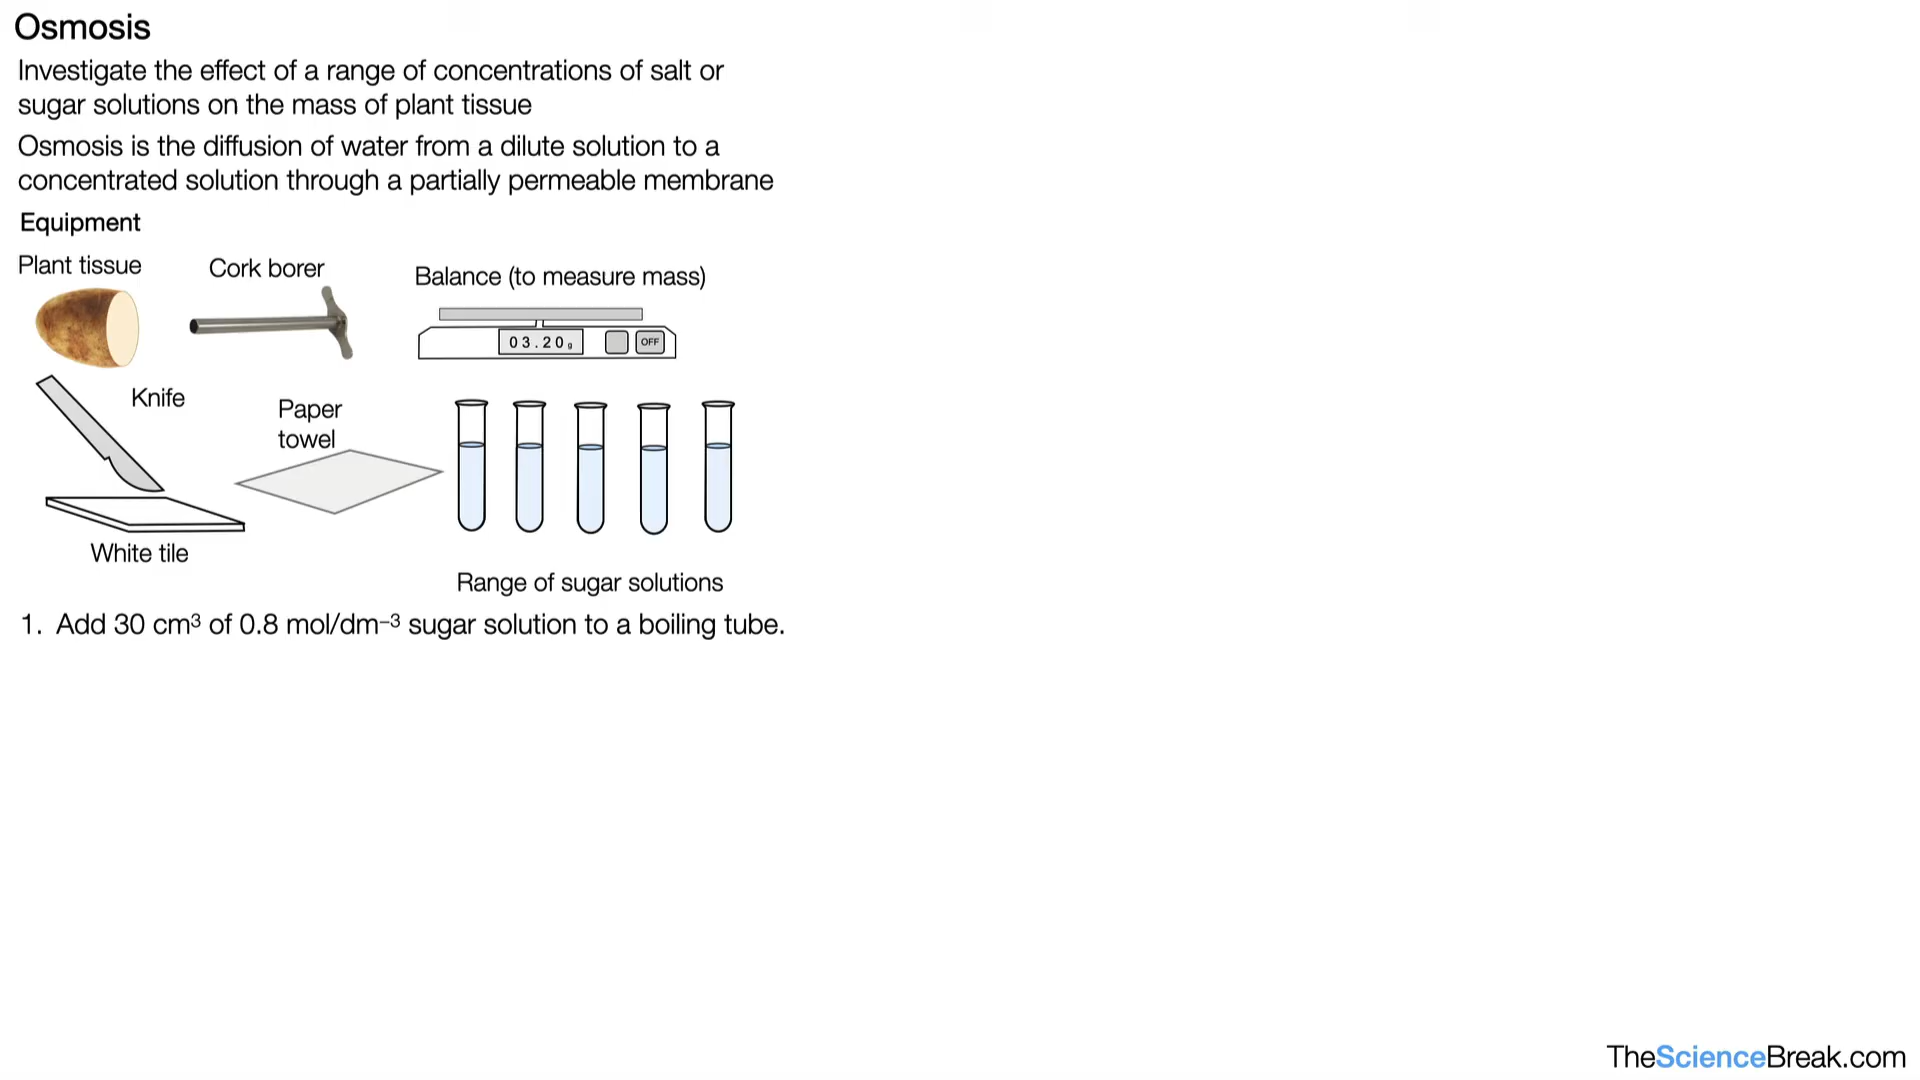 Osmosis
Investigate the effect of a range of concentrations of salt or
sugar solutions on the mass of plant tissue
Osmosis is the diffusion of water from a dilute solution to a
concentrated solution through a partially permeable membrane
Equipment
Plant tissue
Cork borer
Balance (to measure mass)
03.20g
OFF
Knife
Paper
towel
White tile
Range of sugar solutions
1. Add 30 cm³ of 0.8 mol/dm⁻³ sugar solution to a boiling tube.
TheScienceBreak.com